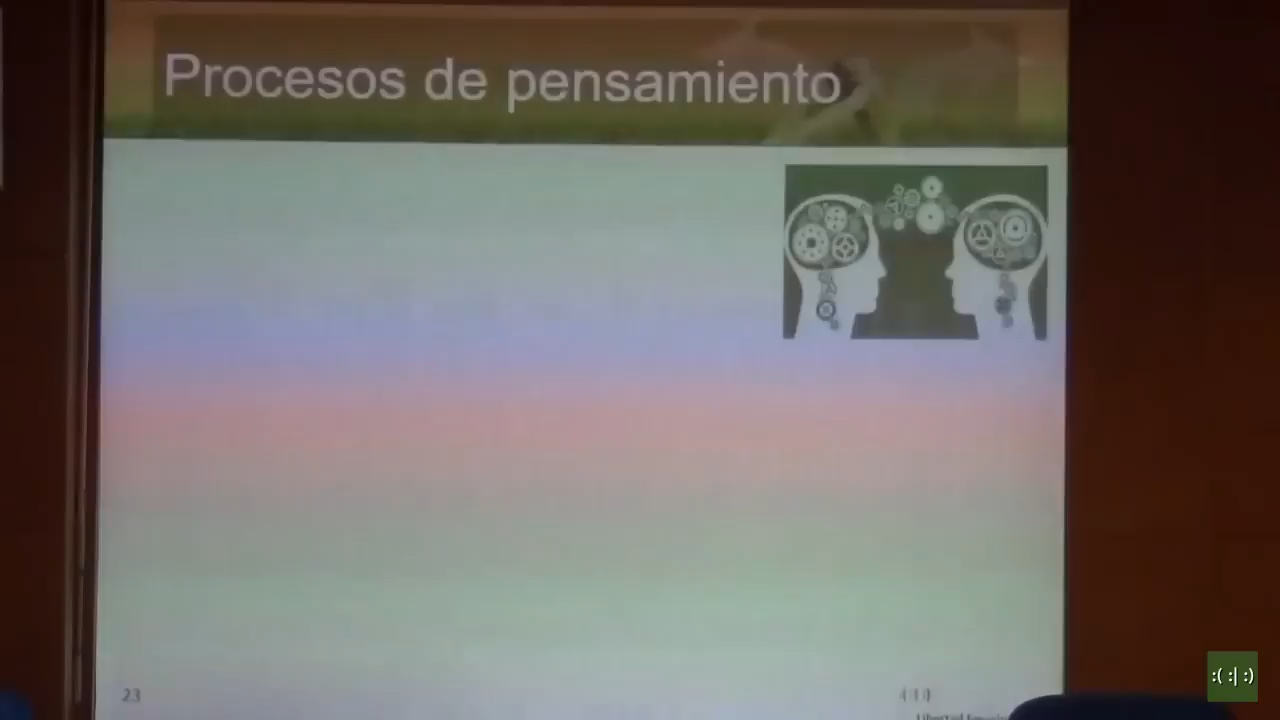 Procesos de pensamiento
23
:( :| :)